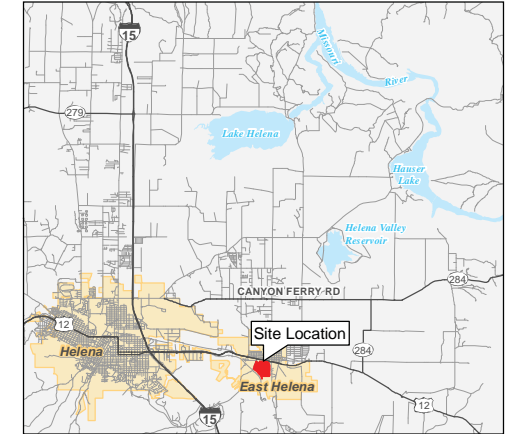 15
Missouri
River
279
Lake Helena
Hauser
Lake
Helena Valley
Reservoir
284
CANYON FERRY RD
12
Site Location
Helena
284
East Helena
12
15